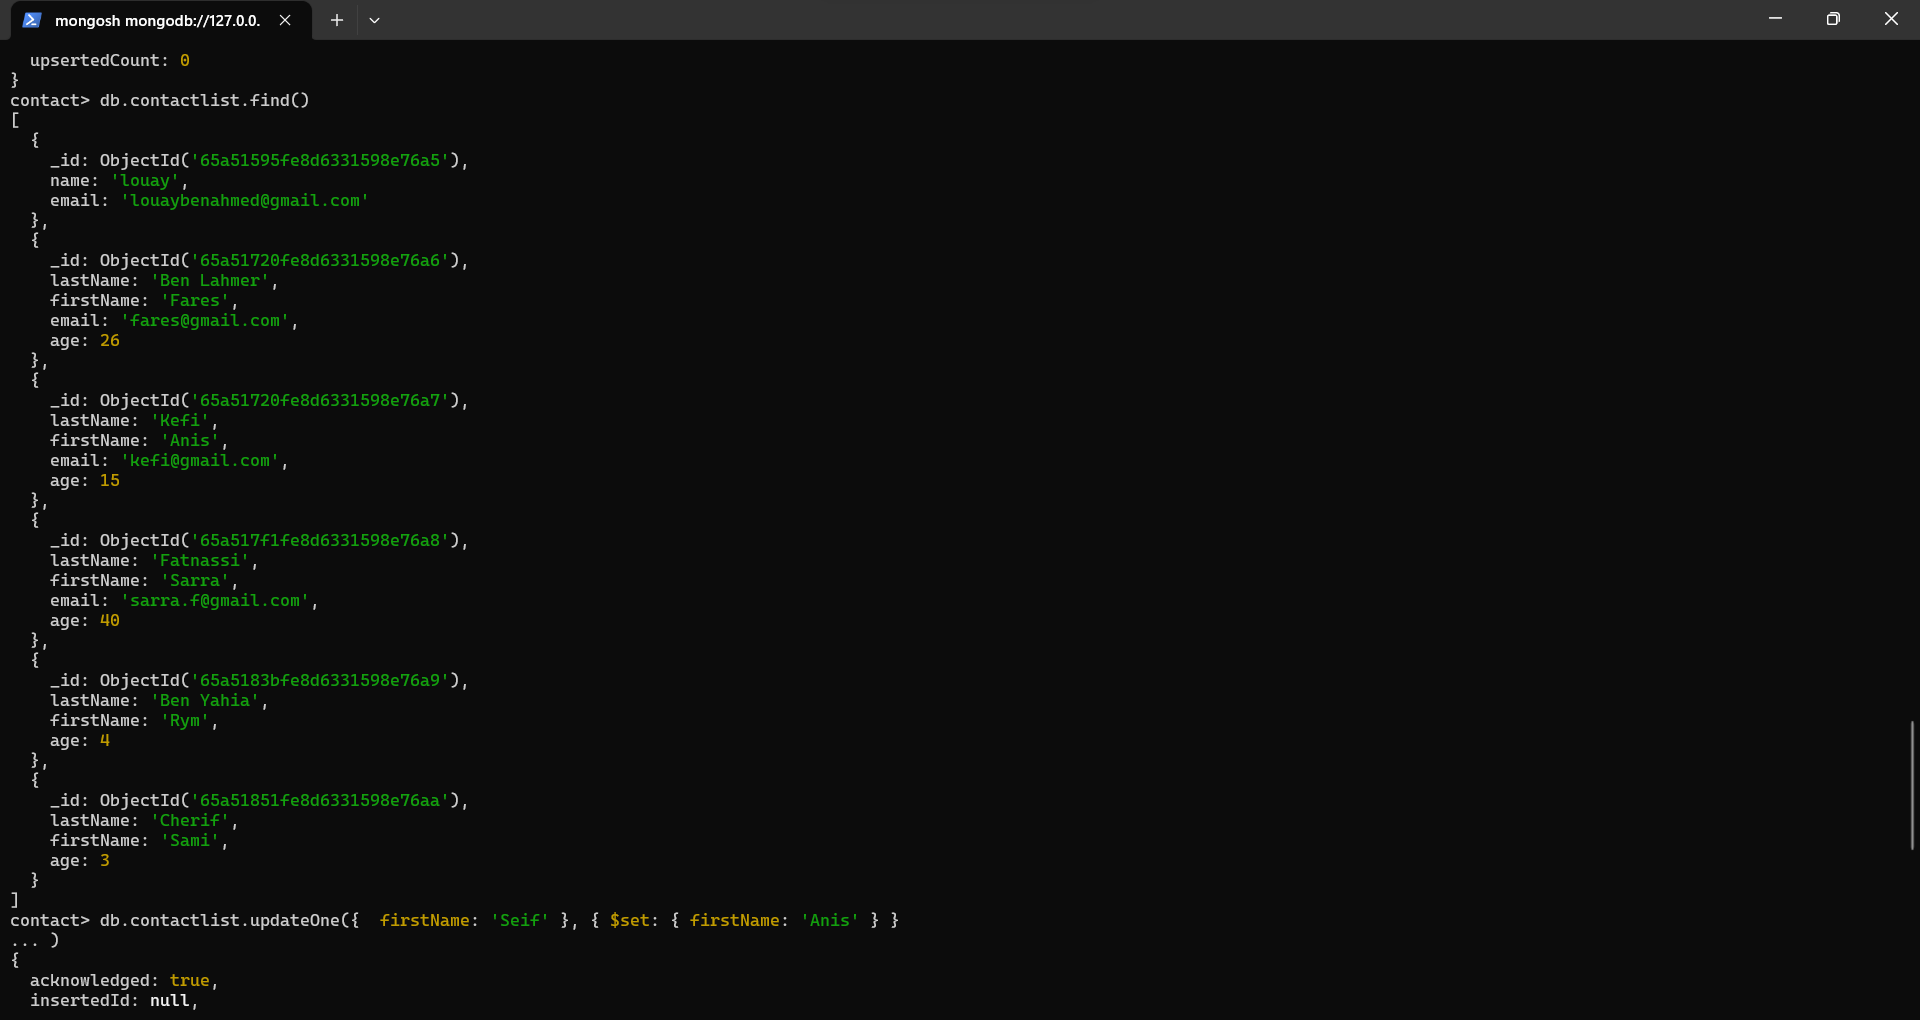 mongosh mongodb://127.0.0.
  upsertedCount: 0
}
contact> db.contactlist.find()
[
  {
    _id: ObjectId('65a51595fe8d6331598e76a5'),
    name: 'louay',
    email: 'louaybenahmed@gmail.com'
  },
  {
    _id: ObjectId('65a51720fe8d6331598e76a6'),
    lastName: 'Ben Lahmer',
    firstName: 'Fares',
    email: 'fares@gmail.com',
    age: 26
  },
  {
    _id: ObjectId('65a51720fe8d6331598e76a7'),
    lastName: 'Kefi',
    firstName: 'Anis',
    email: 'kefi@gmail.com',
    age: 15
  },
  {
    _id: ObjectId('65a517f1fe8d6331598e76a8'),
    lastName: 'Fatnassi',
    firstName: 'Sarra',
    email: 'sarra.f@gmail.com',
    age: 40
  },
  {
    _id: ObjectId('65a5183bfe8d6331598e76a9'),
    lastName: 'Ben Yahia',
    firstName: 'Rym',
    age: 4
  },
  {
    _id: ObjectId('65a51851fe8d6331598e76aa'),
    lastName: 'Cherif',
    firstName: 'Sami',
    age: 3
  }
]
contact> db.contactlist.updateOne({  firstName: 'Seif' }, { $set: { firstName: 'Anis' } }
... )
{
  acknowledged: true,
  insertedId: null,